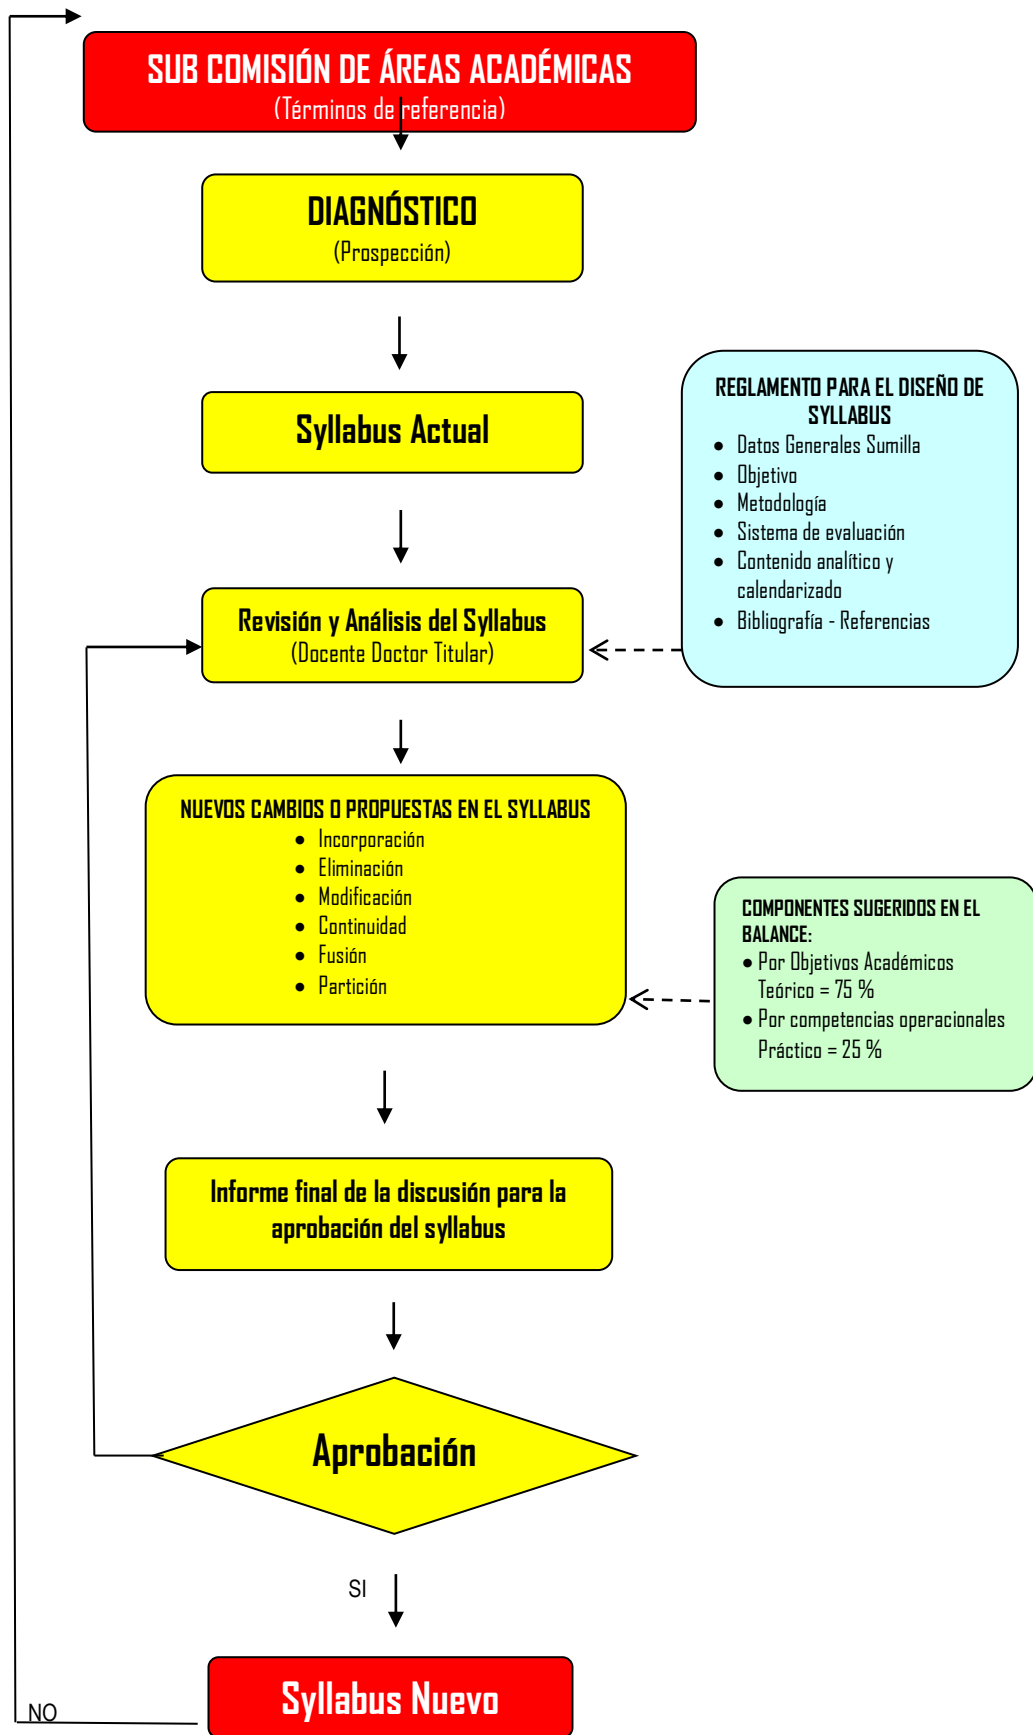 SUB COMISIÓN DE ÁREAS ACADÉMICAS
(Términos de referencia)
DIAGNÓSTICO
(Prospección)
Syllabus Actual
REGLAMENTO PARA EL DISEÑO DE
SYLLABUS
• Datos Generales Sumilla
• Objetivo
• Metodología
• Sistema de evaluación
• Contenido analítico y
calendarizado
• Bibliografía - Referencias
Revisión y Análisis del Syllabus
(Docente Doctor Titular)
NUEVOS CAMBIOS O PROPUESTAS EN EL SYLLABUS
• Incorporación
• Eliminación
• Modificación
• Continuidad
• Fusión
• Partición
COMPONENTES SUGERIDOS EN EL
BALANCE:
• Por Objetivos Académicos
Teórico = 75 %
• Por competencias operacionales
Práctico = 25 %
Informe final de la discusión para la
aprobación del syllabus
Aprobación
SI
Syllabus Nuevo
NO